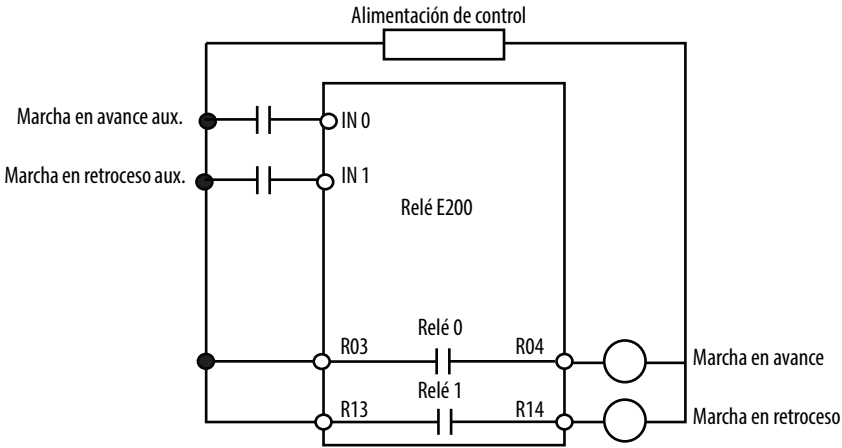 Alimentación de control
Marcha en avance aux.
IN 0
Marcha en retroceso aux.
IN 1
Relé E200
Relé 0
R03
R04
Marcha en avance
Relé 1
R13
R14
Marcha en retroceso